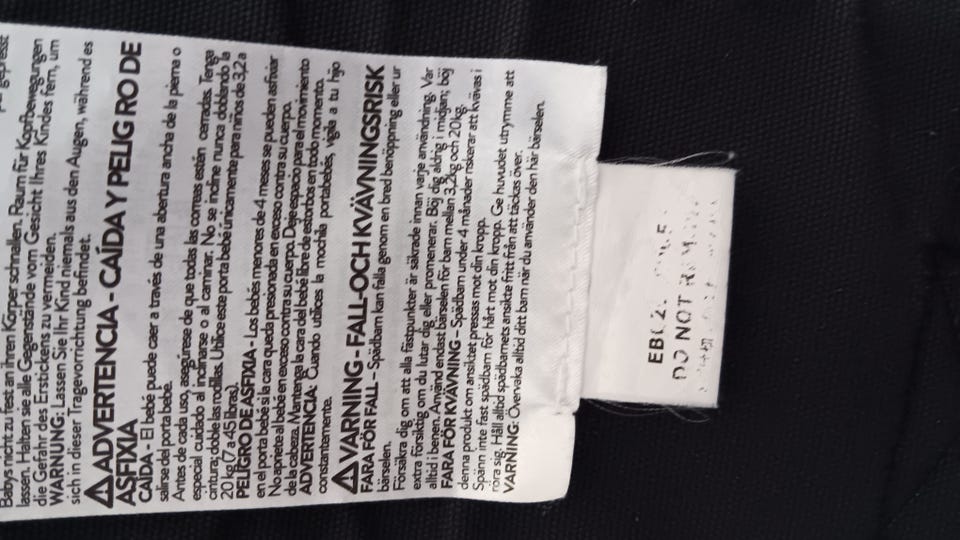 Baby nicht zu fest an ihren Körper schnallen. Raum für Kopfbewegungen
lassen. Halten sie alle Gegenstände vom Gesicht Ihres Kindes fern, um
die Gefahr des Erstickens zu vermeiden.
WARNUNG: Lassen Sie Ihr Kind niemals aus den Augen, während es
sich in dieser Tragevorrichtung befindet.
⚠ADVERTENCIA - CAÍDA Y PELIGRO DE
ASFIXIA
CAÍDA - El bebé puede caer a través de una abertura ancha de la pierna o
salirse del porta bebé.
Antes de cada uso, asegúrese de que todas las correas estén cerradas. Tenga
especial cuidado al inclinarse o al caminar. No se incline nunca doblando la
cintura; doble las rodillas. Utilice este porta bebé únicamente para niños de 3,2 a
20 kg (7 a 45 libras).
PELIGRO DE ASFIXIA - Los bebés menores de 4 meses se pueden asfixiar
en el porta bebé si la cara queda presionada en exceso contra su cuerpo.
No apriete al bebé en exceso contra su cuerpo. Deje espacio para el movimiento
de la cabeza. Mantenga la cara del bebé libre de estorbos en todo momento.
ADVERTENCIA: Cuando utilices la mochila portabebés, vigila a tu hijo
constantemente.
⚠VARNING - FALL-OCH KVÄVNINGSRISK
FARA FÖR FALL – Spädbarn kan falla genom en bred benöppning eller ur
bärselen.
Försäkra dig om att alla fästpunkter är säkrade innan varje användning. Var
extra försiktig om du lutar dig eller promenerar. Böj dig aldrig i midjan; böj
alltid i benen. Använd endast bärselen för barn mellan 3,2kg och 20kg.
FARA FÖR KVÄVNING – Spädbarn under 4 månader riskerar att kvävas i
denna produkt om ansiktet pressas mot din kropp.
Spänn inte fast spädbarn för hårt mot din kropp. Ge huvudet utrymme att
röra sig. Håll alltid spädbarnets ansikte fritt från att täckas över.
VARNING: Övervaka alltid ditt barn när du använder den här bärselen.
DO NOT